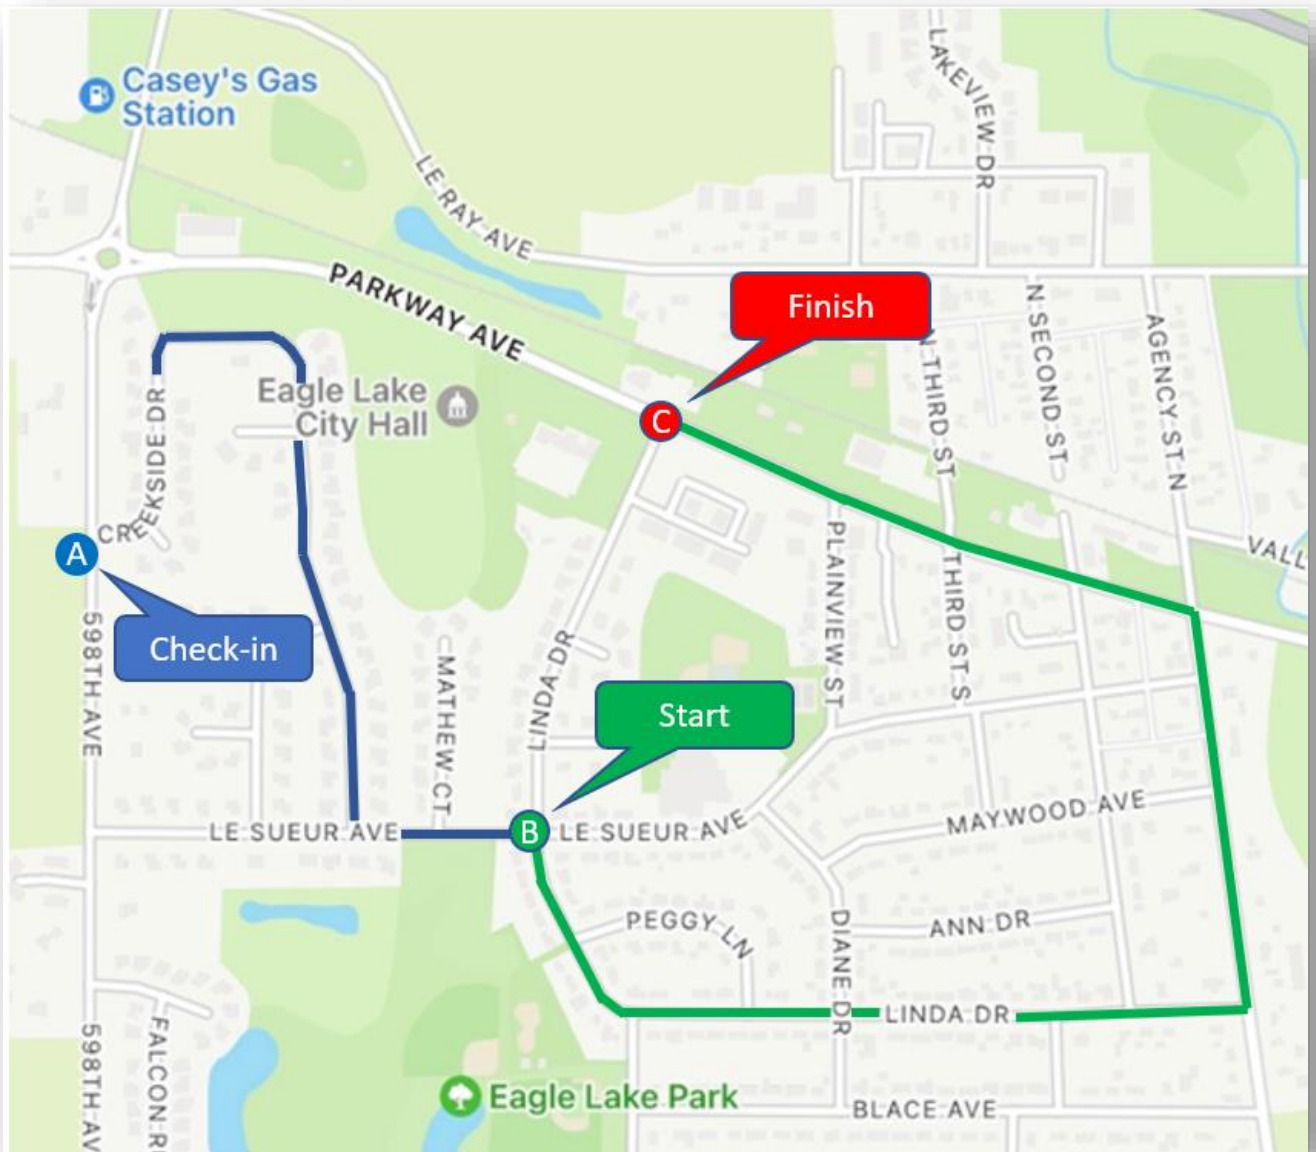 Casey's Gas
Station
LAKEVIEW DR
LE RAY AVE
PARKWAY AVE
Finish
N SECOND ST
AGENCY ST N
THIRD ST
CREEKSIDE DR
Eagle Lake
City Hall
C
A
Check-in
VALL
PLAINVIEW ST
THIRD ST S
598TH AVE
MATHEW CT
LINDA DR
Start
LE SUEUR AVE
B
LE SUEUR AVE
MAYWOOD AVE
PEGGY LN
ANN DR
DIANE DR
LINDA DR
598TH AV
FALCON R
Eagle Lake Park
BLACE AVE